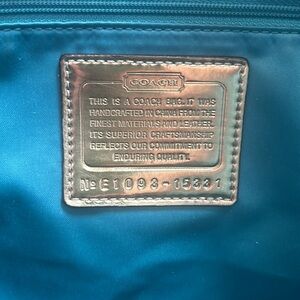 COACH
THIS IS A COACH BAG. IT WAS
HANDCRAFTED IN CHINA FROM THE
FINEST MATERIALS AND LEATHER.
ITS SUPERIOR CRAFTSMANSHIP
REFLECTS OUR COMMITMENT TO
ENDURING QUALITY.
No E1093-15331